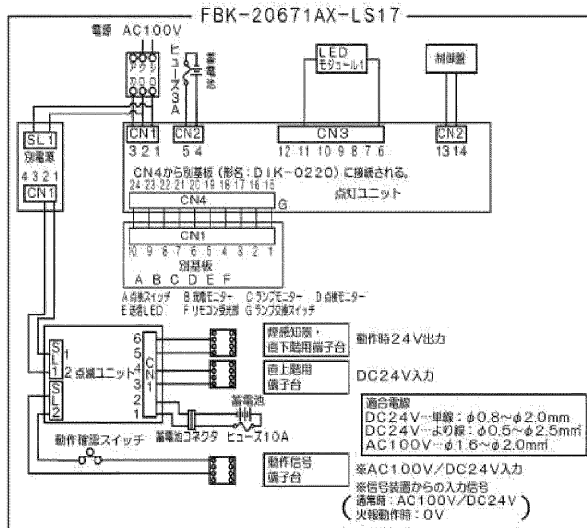 FBK-20671AX-LS17
電源 AC100V
ヒューズ3A
蓄電池
LED
モジュール1
制御盤
SL1
別電源
4 3 2 1
CN1
CN1
3 2 1
CN2
5 4
CN3
12 11 10 9 8 7 6
CN2
13 14
CN4から別基板(形名:DIK-0220)に接続される。
点灯ユニット
24 23 22 21 20 19 18 17 16 15
CN4
G
CN1
10 9 8 7 6 5 4 3 2 1
別基板
A B C D E F
A 点検スイッチ B 充電モニター C ランプモニター D 点検モニター
E 送信LED F リモコン受光部 G ランプ交換スイッチ
SL1
1
2
点滅ユニット
SL2
CN1
6
5
4
3
2
1
煙感知器・
直下階用端子台
動作時24V出力
直上階用
端子台
DC24V入力
蓄電池
蓄電池コネクタ
ヒューズ10A
適合電線
DC24V…単線:φ0.8~φ2.0mm
DC24V…より線:φ0.5~φ2.5㎟
AC100V…φ1.6~φ2.0mm
動作確認スイッチ
動作信号
端子台
※AC100V/DC24V入力
※信号装置からの入力信号
(通常時:AC100V/DC24V
火報動作時:0V)